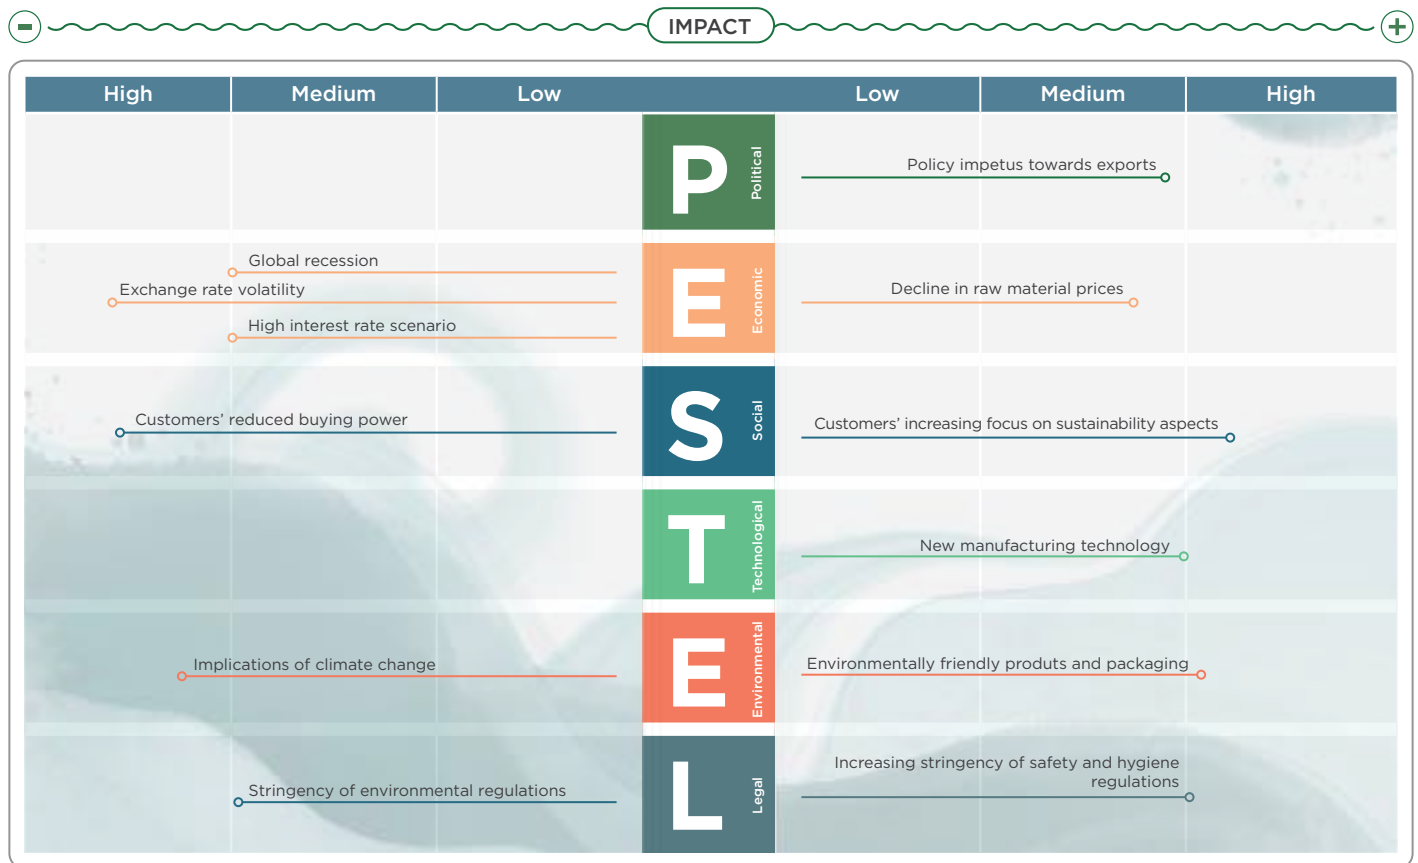 IMPACT
High Medium Low Low Medium High
P Political
Policy impetus towards exports
E Economic
Global recession
Exchange rate volatility
High interest rate scenario
Decline in raw material prices
S Social
Customers’ reduced buying power
Customers’ increasing focus on sustainability aspects
T Technological
New manufacturing technology
E Environmental
Implications of climate change
Environmentally friendly produts and packaging
L Legal
Stringency of environmental regulations
Increasing stringency of safety and hygiene
regulations